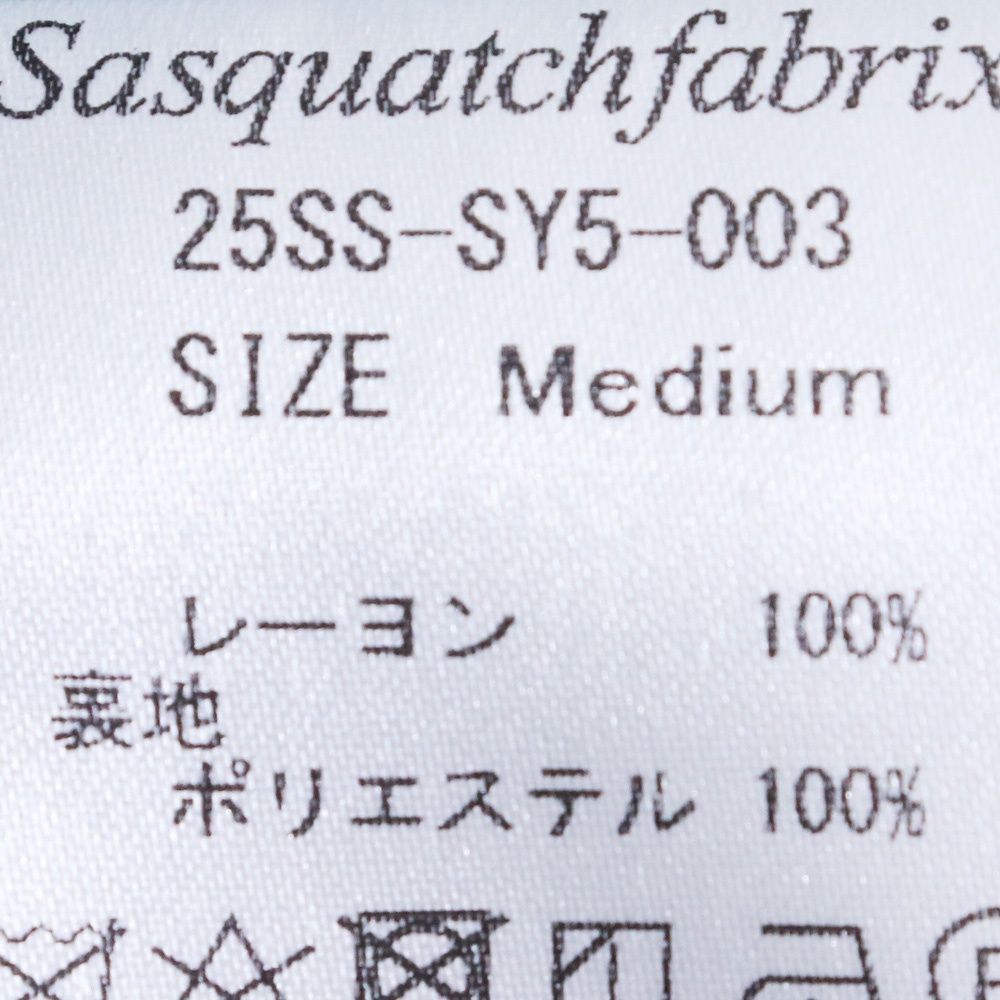 Sasquatchfabrix
25SS-SY5-003
SIZE Medium
レーヨン 100%
裏地
ポリエステル 100%